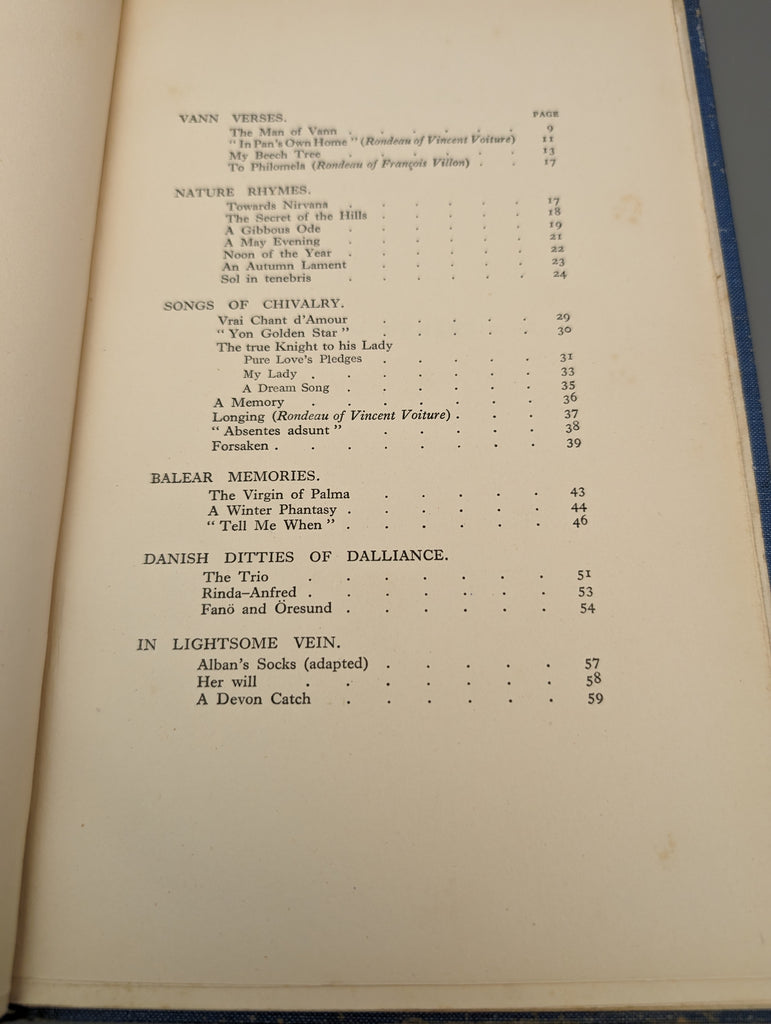 PAGE
VANN VERSES.
The Man of Vann . . . . . . 9
"In Pan's Own Home" (Rondeau of Vincent Voiture) 11
My Beech Tree . . . . . . 13
To Philomela (Rondeau of François Villon) . . 17
NATURE RHYMES.
Towards Nirvana . . . . . . 17
The Secret of the Hills . . . . . 18
A Gibbous Ode . . . . . . 19
A May Evening . . . . . . 21
Noon of the Year . . . . . . 22
An Autumn Lament . . . . . 23
Sol in tenebris . . . . . . 24
SONGS OF CHIVALRY.
Vrai Chant d'Amour . . . . . 29
"Yon Golden Star" . . . . . 30
The true Knight to his Lady
Pure Love's Pledges . . . . . 31
My Lady . . . . . . . 33
A Dream Song . . . . . . 35
A Memory . . . . . . . 36
Longing (Rondeau of Vincent Voiture) . . . 37
"Absentes adsunt" . . . . . 38
Forsaken . . . . . . . . 39
BALEAR MEMORIES.
The Virgin of Palma . . . . . 43
A Winter Phantasy . . . . . . 44
"Tell Me When" . . . . . . 46
DANISH DITTIES OF DALLIANCE.
The Trio . . . . . . . 51
Rinda–Anfred . . . . . . . 53
Fanö and Öresund . . . . . . 54
IN LIGHTSOME VEIN.
Alban's Socks (adapted) . . . . . 57
Her will . . . . . . . 58
A Devon Catch . . . . . . 59